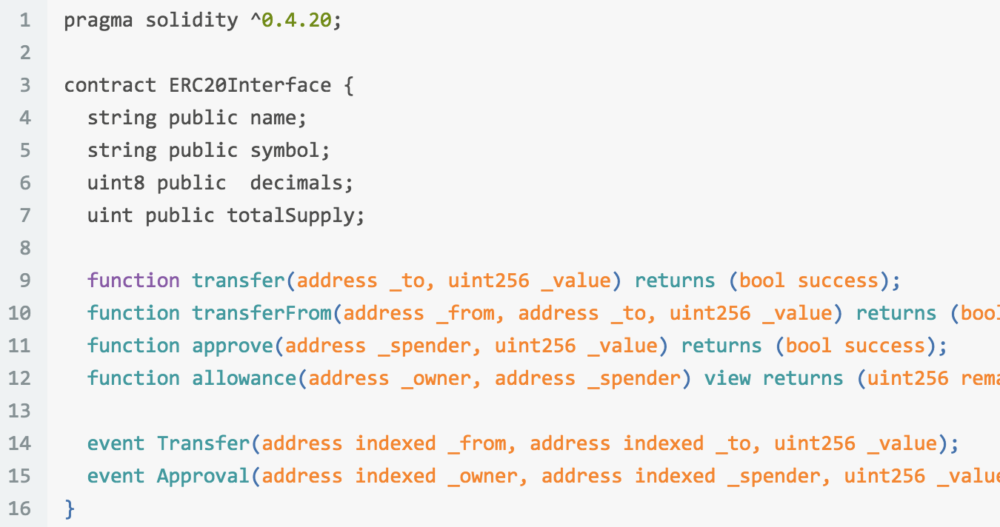 1 pragma solidity ^0.4.20;
2
3 contract ERC20Interface {
4   string public name;
5   string public symbol;
6   uint8 public  decimals;
7   uint public totalSupply;
8
9   function transfer(address _to, uint256 _value) returns (bool success);
10   function transferFrom(address _from, address _to, uint256 _value) returns (bool
11   function approve(address _spender, uint256 _value) returns (bool success);
12   function allowance(address _owner, address _spender) view returns (uint256 rema
13
14   event Transfer(address indexed _from, address indexed _to, uint256 _value);
15   event Approval(address indexed _owner, address indexed _spender, uint256 _value
16 }